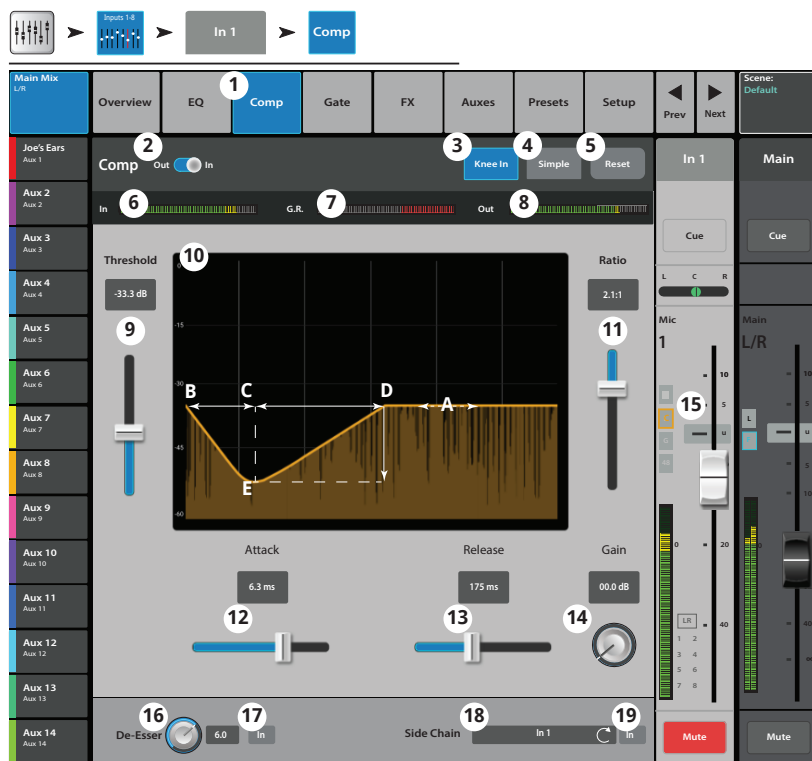 Inputs 1-8
In 1
Comp
Main Mix
L/R
Overview
EQ
1
Comp
Gate
FX
Auxes
Presets
Setup
Prev
Next
Scene:
Default
Joe's Ears
Aux 1
Aux 2
Aux 2
Aux 3
Aux 3
Aux 4
Aux 4
Aux 5
Aux 5
Aux 6
Aux 6
Aux 7
Aux 7
Aux 8
Aux 8
Aux 9
Aux 9
Aux 10
Aux 10
Aux 11
Aux 11
Aux 12
Aux 12
Aux 13
Aux 13
Aux 14
Aux 14
Comp
2
Out
In
3
Knee In
4
Simple
5
Reset
In
6
G.R.
7
Out
8
Threshold
-33.3 dB
9
10
0
-15
-30
-45
-60
B
C
D
A
E
Ratio
2.1:1
11
Attack
6.3 ms
12
Release
175 ms
13
Gain
00.0 dB
14
De-Esser
16
6.0
17
In
Side Chain
18
In 1
19
In
In 1
Cue
L C R
Mic
1
10
15
5
u
G
48
0
20
LR
40
1 2
3 4
5 6
7 8
Mute
Main
Cue
Main
L/R
10
5
L
u
5
10
0
20
40
∞
Mute